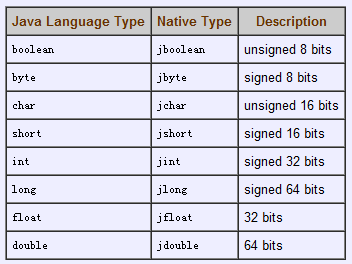 Java Language Type Native Type Description
boolean jboolean unsigned 8 bits
byte jbyte signed 8 bits
char jchar unsigned 16 bits
short jshort signed 16 bits
int jint signed 32 bits
long jlong signed 64 bits
float jfloat 32 bits
double jdouble 64 bits